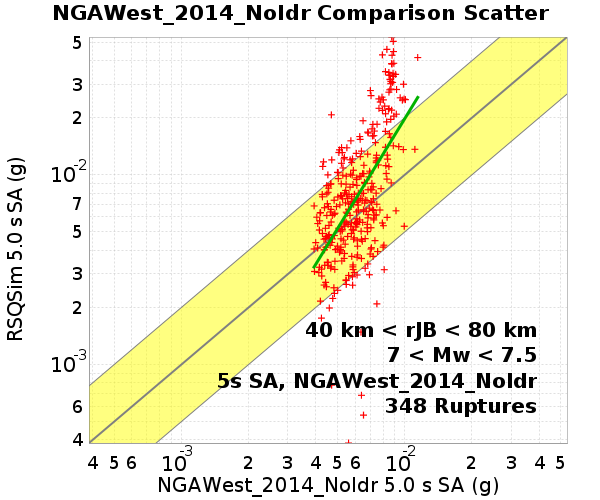 NGAWest_2014_NoIdr Comparison Scatter
5
3
2
10-2
7
5
3
2
10-3
6
4
RSQSim 5.0 s SA (g)
40 km < rJB < 80 km
7 < Mw < 7.5
5s SA, NGAWest_2014_NoIdr
348 Ruptures
4 5 6 10-3 2 3 4 5 6 10-2 2 3 4 5
NGAWest_2014_NoIdr 5.0 s SA (g)